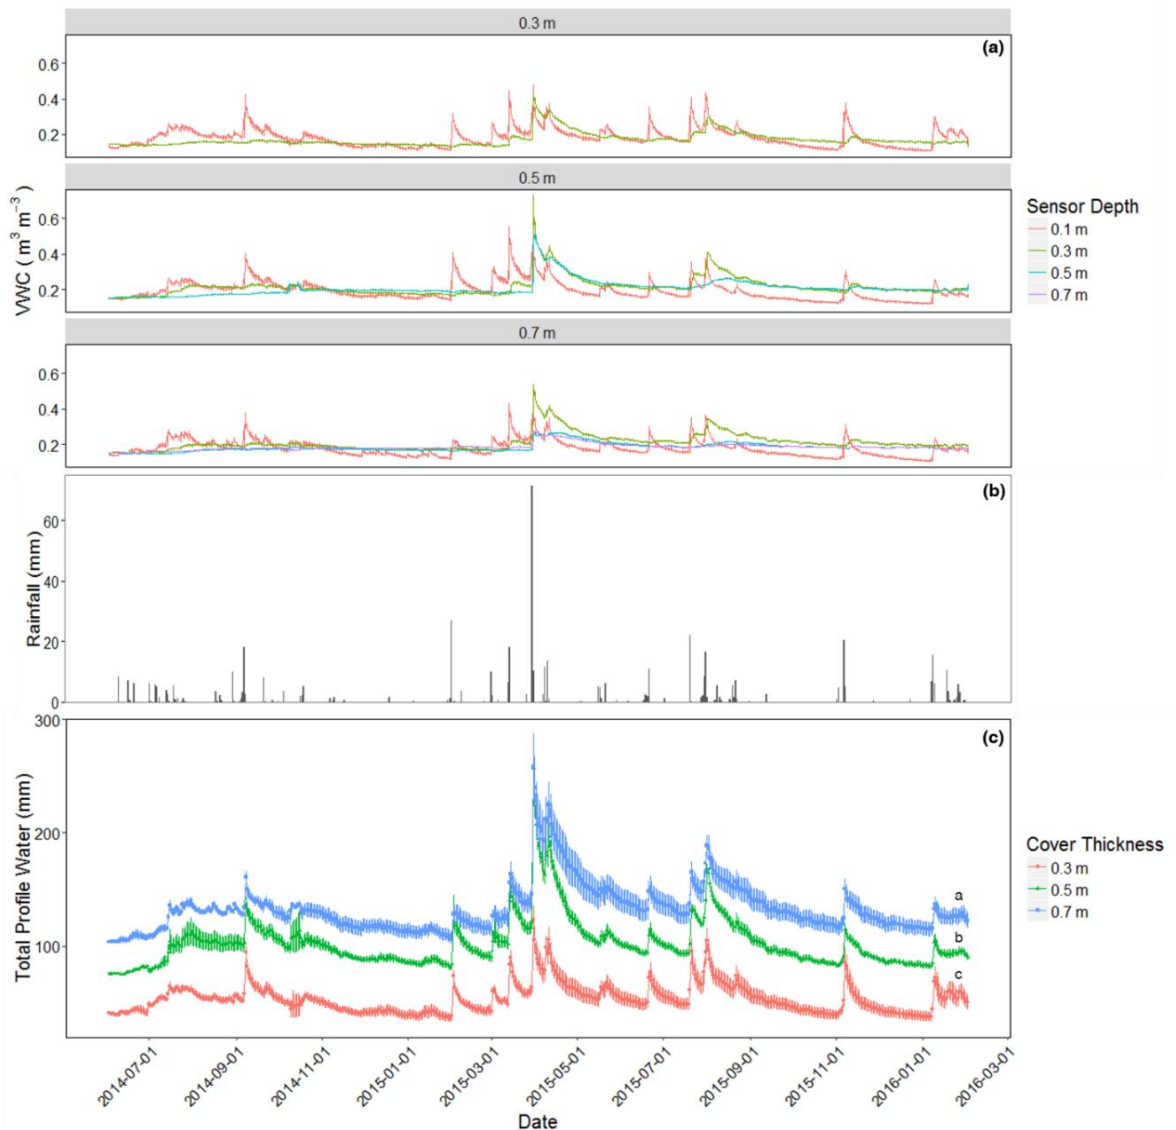 0.3 m
(a)
0.6
0.4
0.2
0.5 m
0.6
0.4
0.2
VWC ( m³ m⁻³ )
Sensor Depth
0.1 m
0.3 m
0.5 m
0.7 m
0.7 m
0.6
0.4
0.2
(b)
60
40
20
0
Rainfall (mm)
300
200
100
Total Profile Water (mm)
(c)
a
b
c
Cover Thickness
0.3 m
0.5 m
0.7 m
2014-07-01
2014-09-01
2014-11-01
2015-01-01
2015-03-01
2015-05-01
2015-07-01
2015-09-01
2015-11-01
2016-01-01
2016-03-01
Date